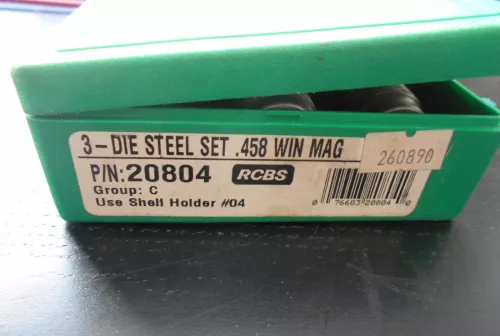 3-DIE STEEL SET .458 WIN MAG
P/N:20804 RCBS
Group: C
Use Shell Holder #04
260890
0 76683 20804 0